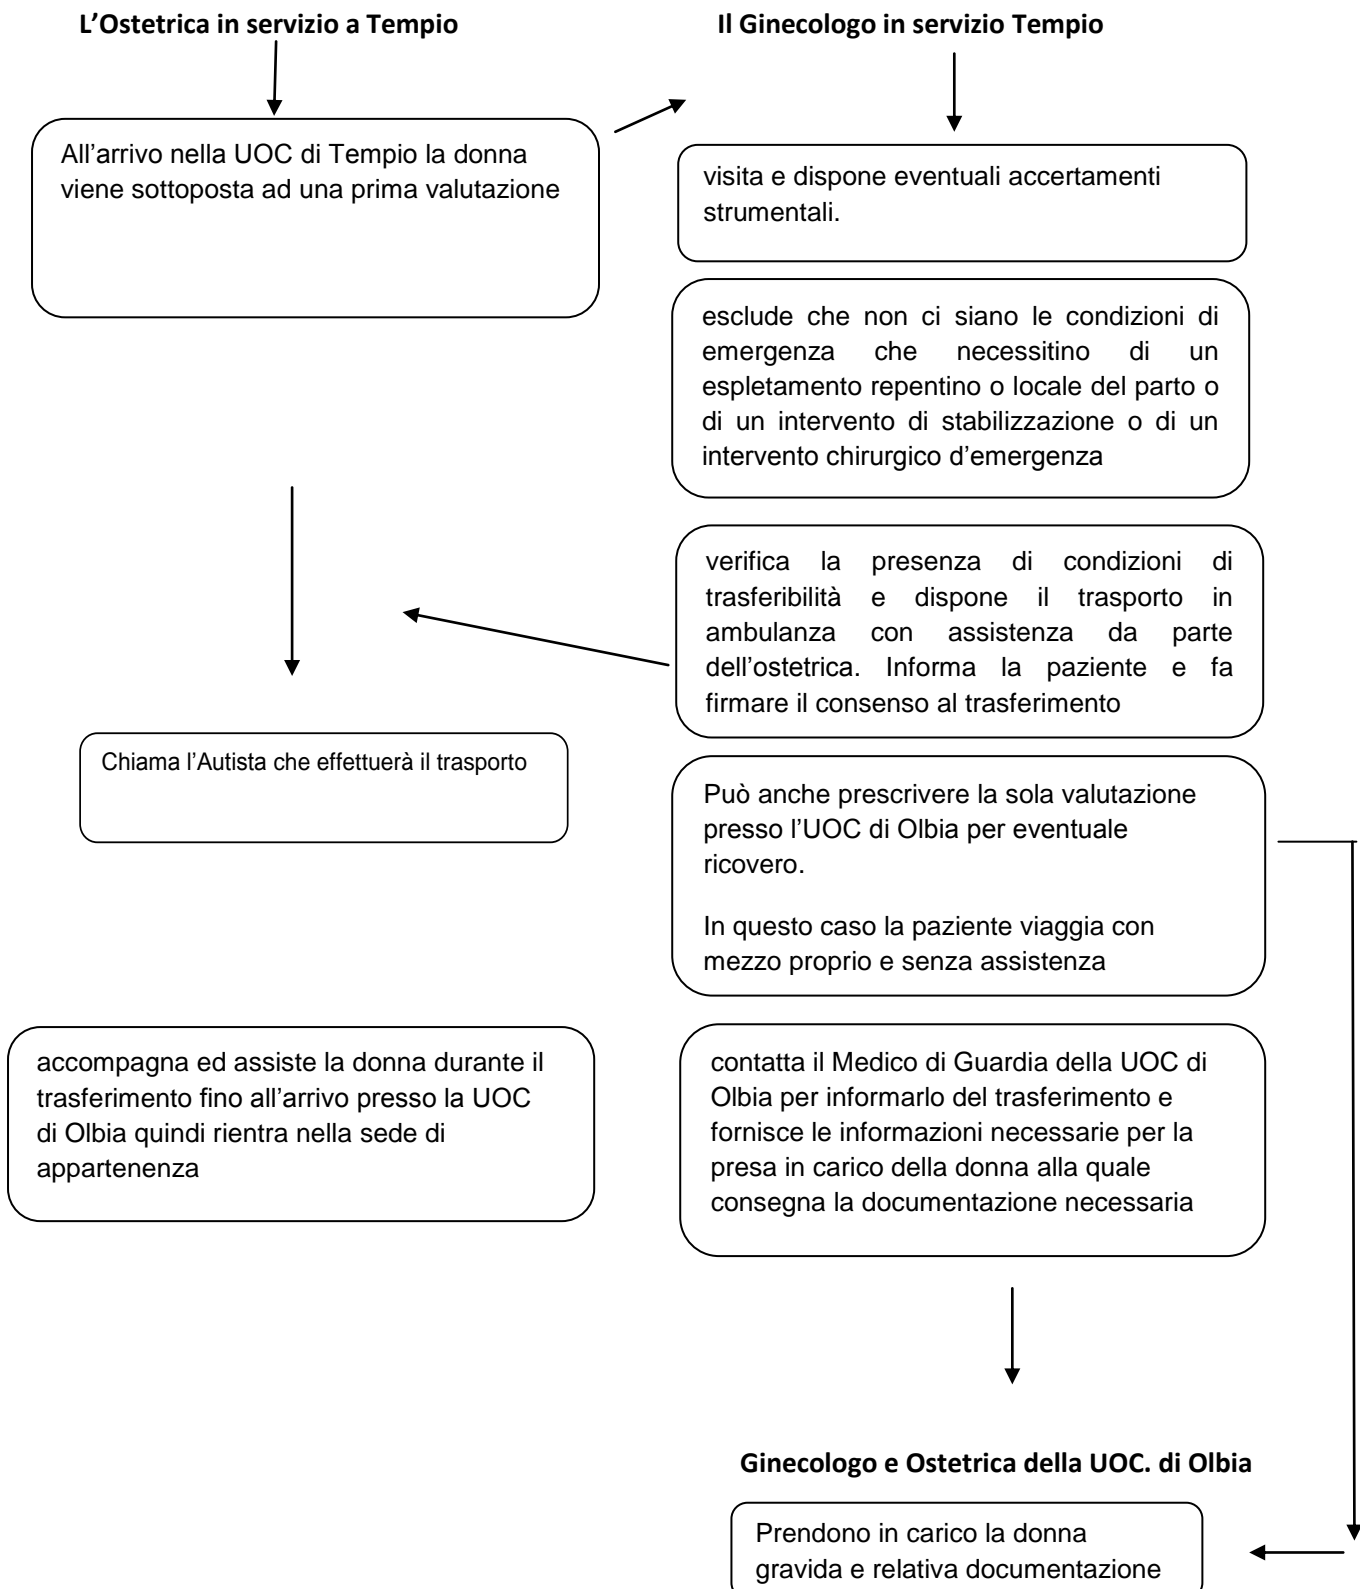 L’Ostetrica in servizio a Tempio
Il Ginecologo in servizio Tempio
All’arrivo nella UOC di Tempio la donna
viene sottoposta ad una prima valutazione
visita e dispone eventuali accertamenti
strumentali.
esclude che non ci siano le condizioni di
emergenza che necessitino di un
espletamento repentino o locale del parto o
di un intervento di stabilizzazione o di un
intervento chirurgico d’emergenza
verifica la presenza di condizioni di
trasferibilità e dispone il trasporto in
ambulanza con assistenza da parte
dell’ostetrica. Informa la paziente e fa
firmare il consenso al trasferimento
Chiama l’Autista che effettuerà il trasporto
Può anche prescrivere la sola valutazione
presso l’UOC di Olbia per eventuale
ricovero.
In questo caso la paziente viaggia con
mezzo proprio e senza assistenza
accompagna ed assiste la donna durante il
trasferimento fino all’arrivo presso la UOC
di Olbia quindi rientra nella sede di
appartenenza
contatta il Medico di Guardia della UOC di
Olbia per informarlo del trasferimento e
fornisce le informazioni necessarie per la
presa in carico della donna alla quale
consegna la documentazione necessaria
Ginecologo e Ostetrica della UOC. di Olbia
Prendono in carico la donna
gravida e relativa documentazione